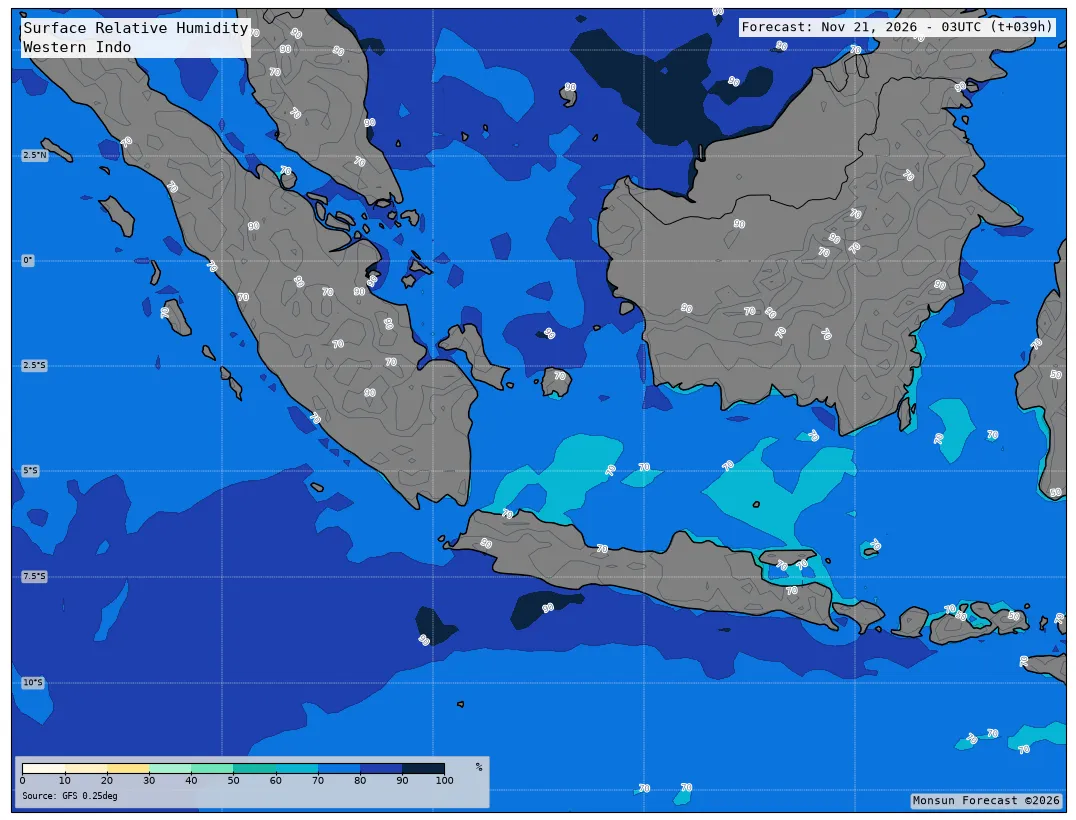 Surface Relative Humidity
Western Indo
Forecast: Nov 21, 2026 - 03UTC (t+039h)
2.5°N
0°
2.5°S
5°S
7.5°S
10°S
0 10 20 30 40 50 60 70 80 90 100 %
Source: GFS 0.25deg
Monsun Forecast ©2026